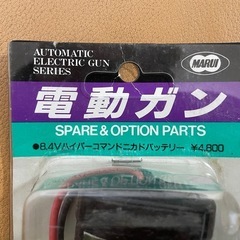 AUTOMATIC
ELECTRIC GUN
SERIES
MARUI
電動ガン
SPARE & OPTION PARTS
●8.4Vハイパーコマンドニカドバッテリー ¥4,800